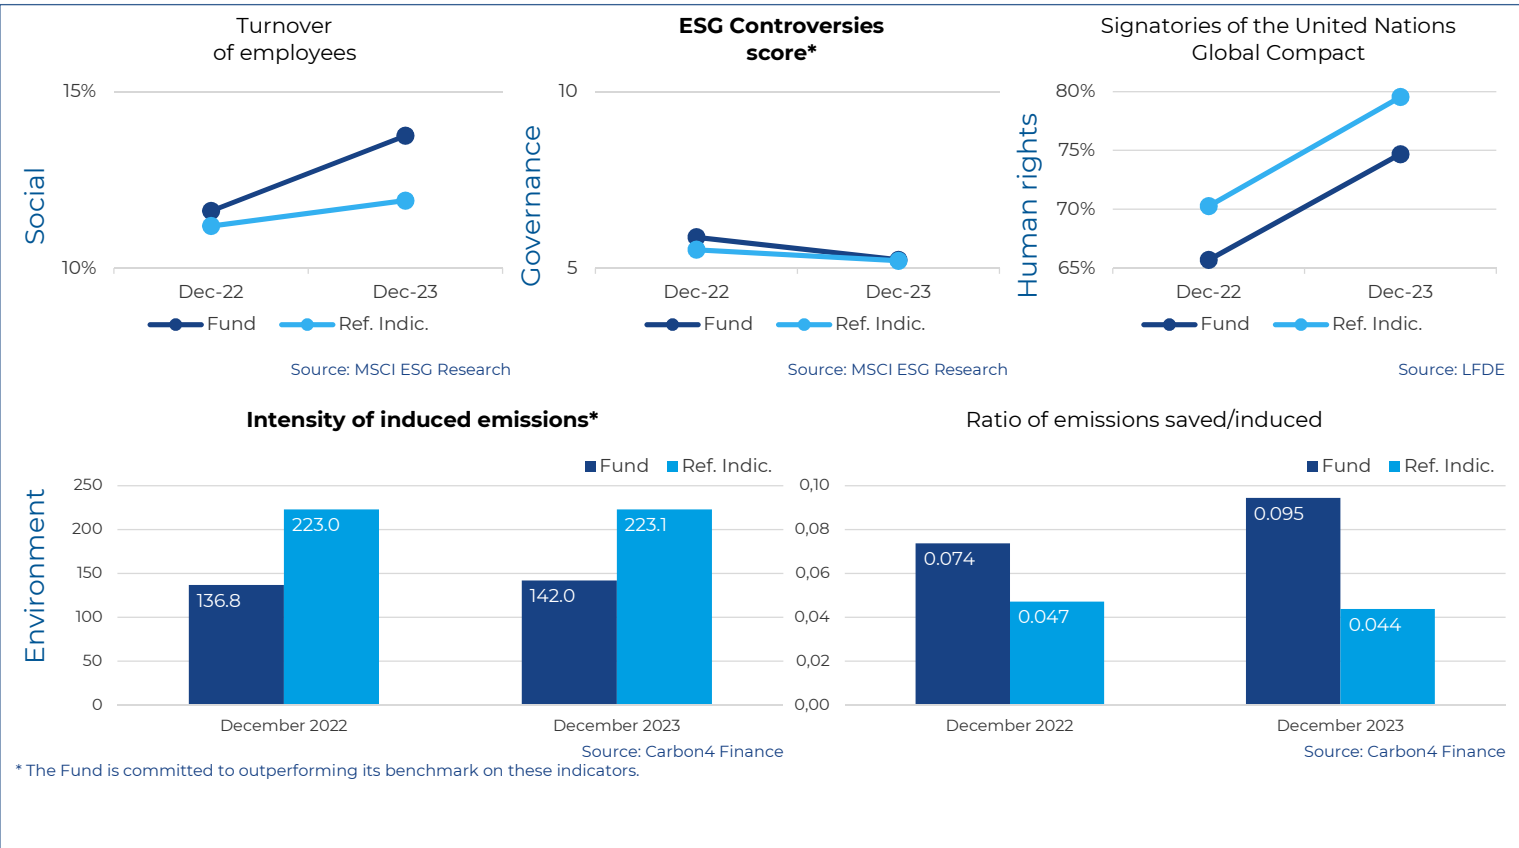 Turnover
of employees
Social
15%
10%
Dec-22
Dec-23
Fund
Ref. Indic.
Source: MSCI ESG Research
ESG Controversies
score*
Governance
10
5
Dec-22
Dec-23
Fund
Ref. Indic.
Source: MSCI ESG Research
Signatories of the United Nations
Global Compact
Human rights
80%
75%
70%
65%
Dec-22
Dec-23
Fund
Ref. Indic.
Source: LFDE
Intensity of induced emissions*
Environment
Fund
Ref. Indic.
250
200
150
100
50
0
136.8
223.0
142.0
223.1
December 2022
December 2023
Source: Carbon4 Finance
Ratio of emissions saved/induced
Fund
Ref. Indic.
0,10
0,08
0,06
0,04
0,02
0,00
0.074
0.047
0.095
0.044
December 2022
December 2023
Source: Carbon4 Finance
* The Fund is committed to outperforming its benchmark on these indicators.